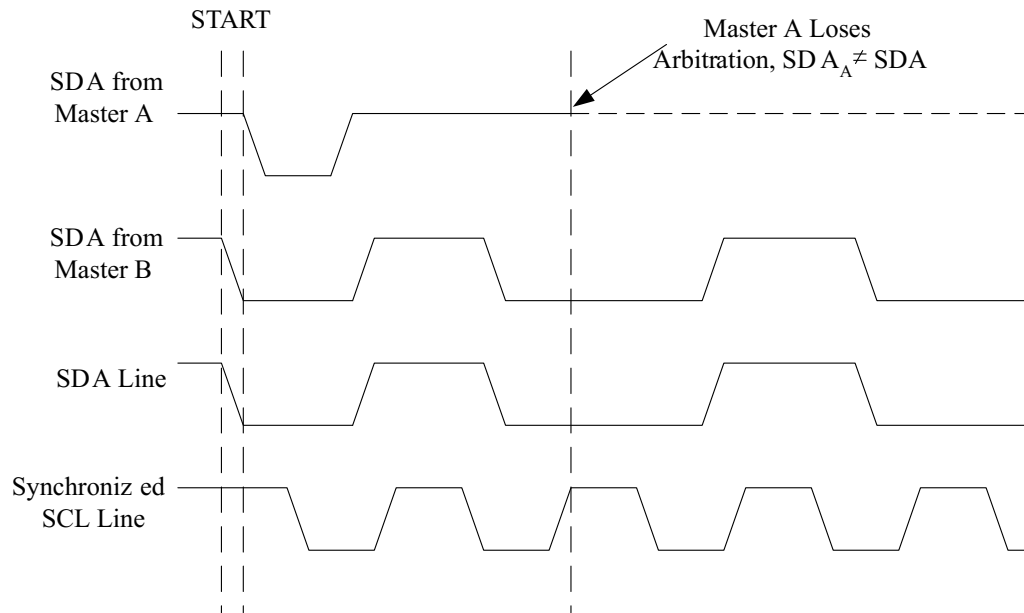 START
Master A Loses
Arbitration, SDA_A ≠ SDA
SDA from
Master A
SDA from
Master B
SDA Line
Synchroniz ed
SCL Line